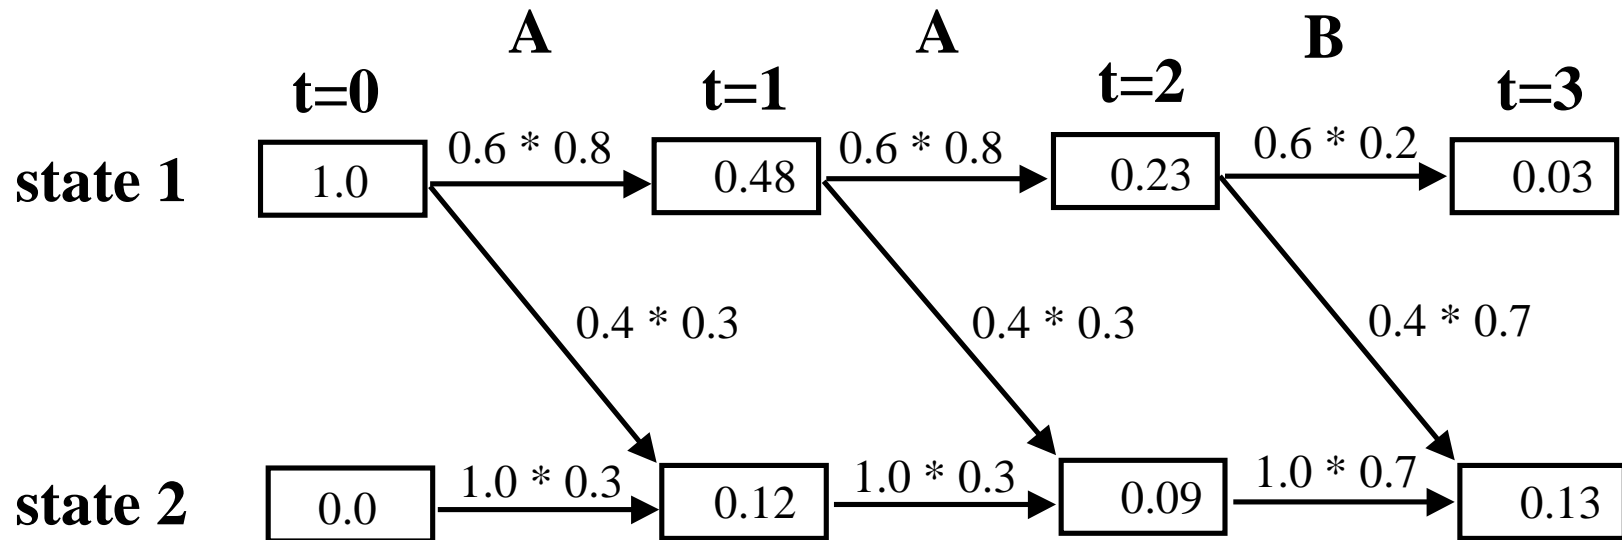 A A B
t=0 t=1 t=2 t=3
0.6 * 0.8 0.6 * 0.8 0.6 * 0.2
state 1 1.0 0.48 0.23 0.03
0.4 * 0.3 0.4 * 0.3 0.4 * 0.7
1.0 * 0.3 1.0 * 0.3 1.0 * 0.7
state 2 0.0 0.12 0.09 0.13